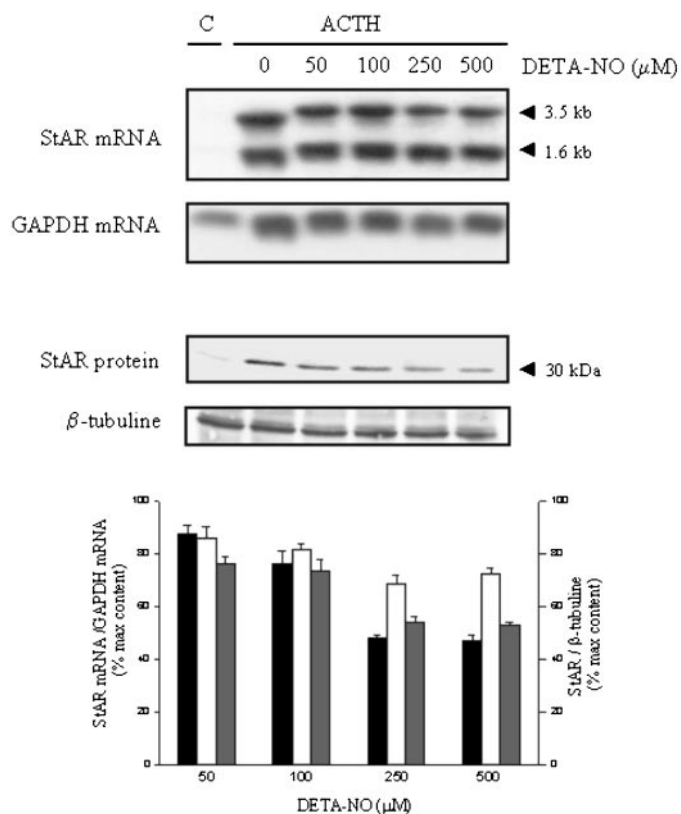 C ACTH
0 50 100 250 500 DETA-NO (μM)
StAR mRNA
3.5 kb
1.6 kb
GAPDH mRNA
StAR protein
30 kDa
β-tubuline
StAR mRNA /GAPDH mRNA
(% max content)
100
80
60
40
20
0
100
80
60
40
20
0
StAR / β-tubuline
(% max content)
50 100 250 500
DETA-NO (μM)